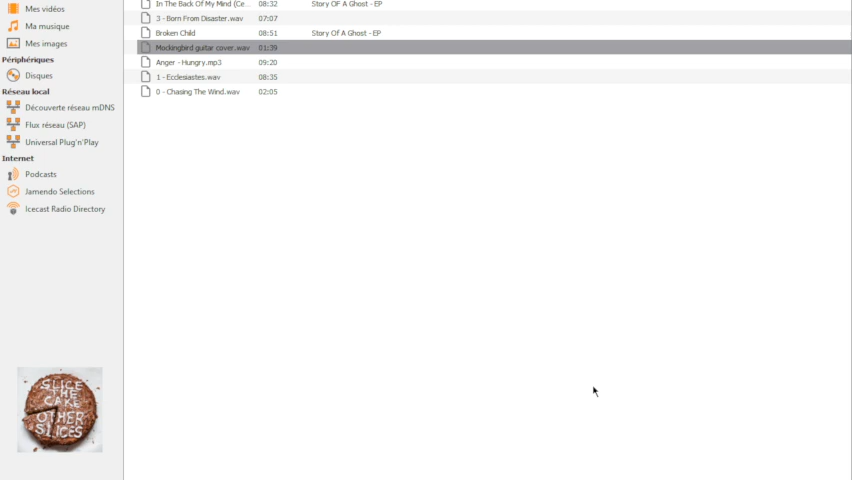 Mes vidéos
Ma musique
Mes images
Périphériques
Disques
Réseau local
Découverte réseau mDNS
Flux réseau (SAP)
Universal Plug'n'Play
Internet
Podcasts
Jamendo Selections
Icecast Radio Directory
In The Back Of My Mind (Ce... 08:32 Story OF A Ghost - EP
3 - Born From Disaster.wav 07:07
Broken Child 08:51 Story Of A Ghost - EP
Mockingbird guitar cover.wav 01:39
Anger - Hungry.mp3 09:20
1 - Ecclesiastes.wav 08:35
0 - Chasing The Wind.wav 02:05
SLICE
THE
CAKE
OTHER
SLICES